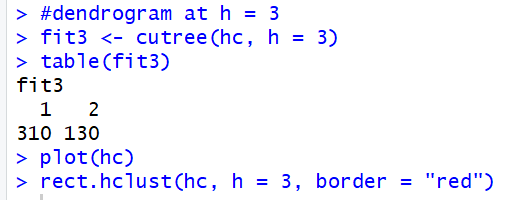 > #dendrogram at h = 3
> fit3 <- cutree(hc, h = 3)
> table(fit3)
fit3
  1   2
310 130
> plot(hc)
> rect.hclust(hc, h = 3, border = "red")